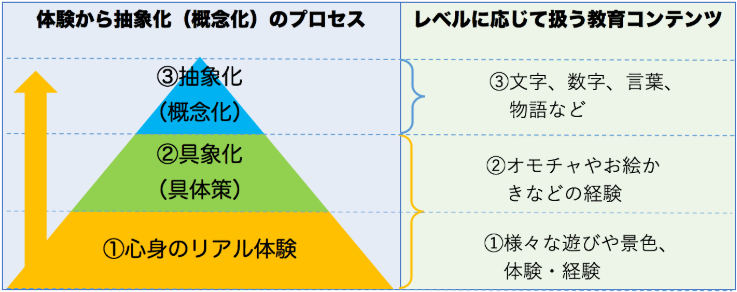 体験から抽象化（概念化）のプロセス
レベルに応じて扱う教育コンテンツ
③抽象化
（概念化）
②具象化
（具体策）
①心身のリアル体験
③文字、数字、言葉、
物語など
②オモチャやお絵か
きなどの経験
①様々な遊びや景色、
体験・経験